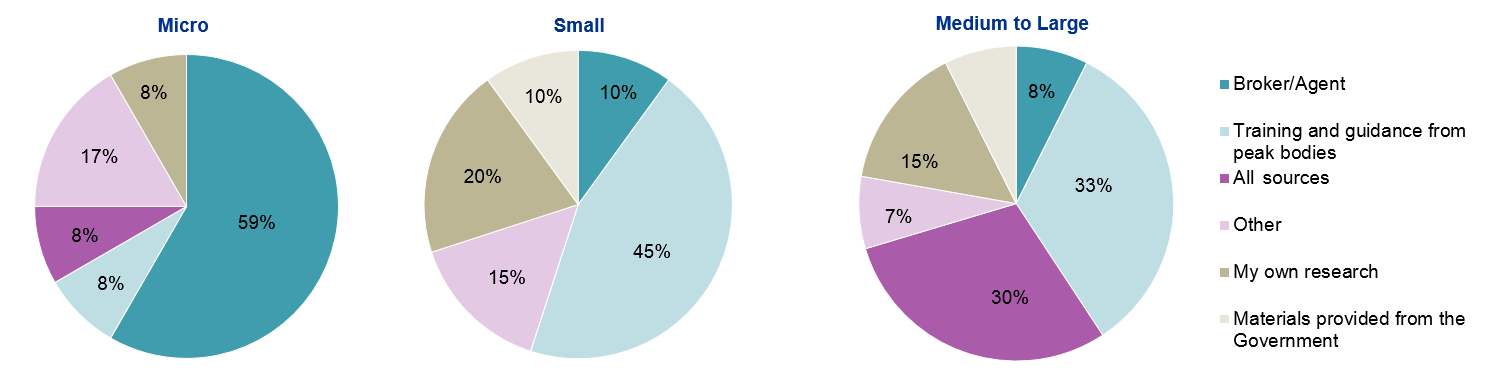 Micro
8%
17%
8%
8%
59%
Small
10%
10%
20%
15%
45%
Medium to Large
8%
15%
33%
7%
30%
Broker/Agent
Training and guidance from
peak bodies
All sources
Other
My own research
Materials provided from the
Government